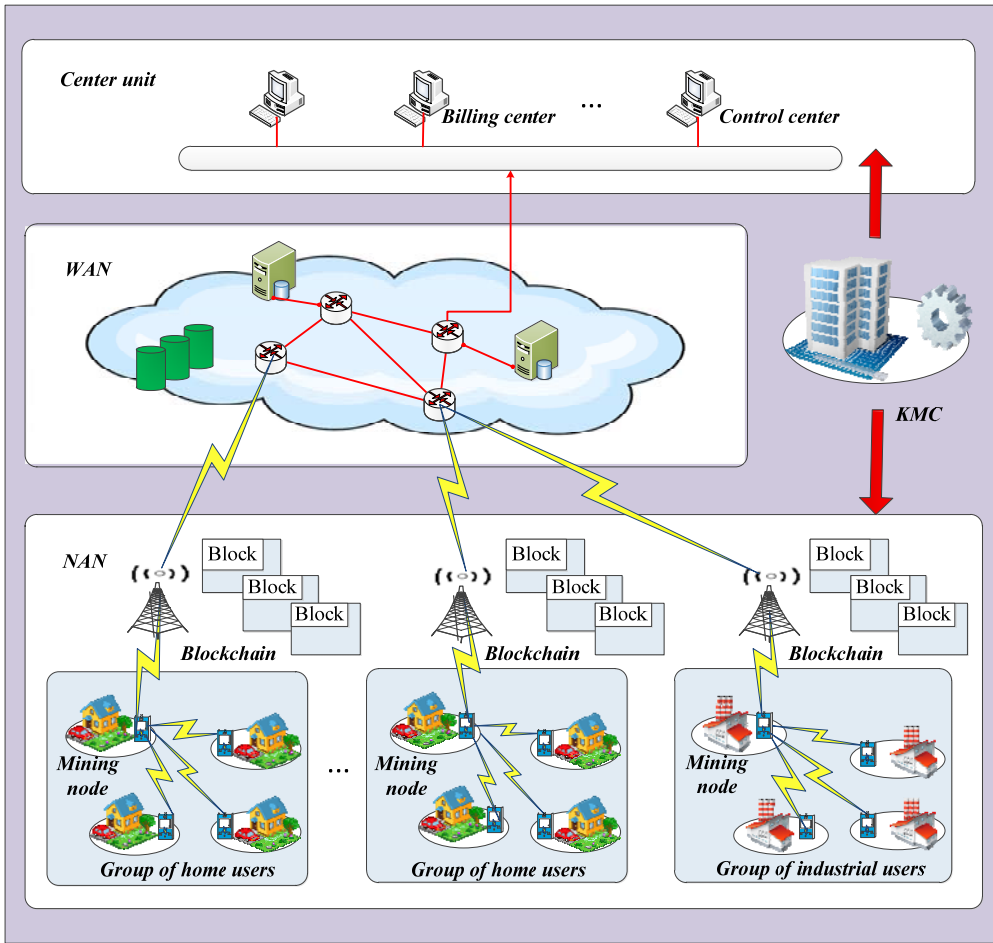 Center unit
Billing center
...
Control center
WAN
KMC
NAN
Block
Block
Block
Blockchain
Block
Block
Block
Blockchain
Block
Block
Block
Blockchain
Mining
node
Group of home users
...
Mining
node
Group of home users
Mining
node
Group of industrial users